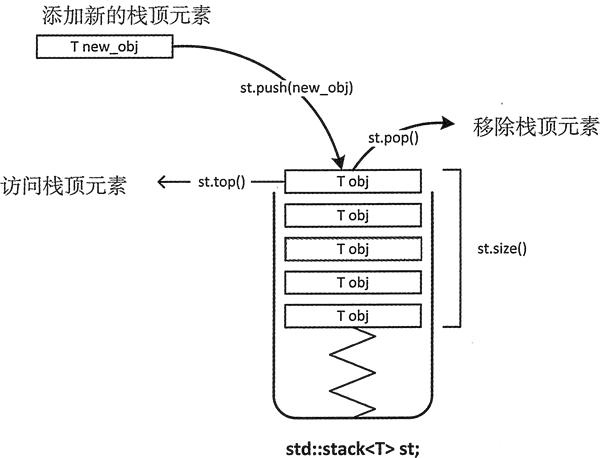 添加新的栈顶元素
T new_obj
st.push(new_obj)
st.pop()
移除栈顶元素
访问栈顶元素
st.top()
T obj
T obj
T obj
T obj
T obj
st.size()
std::stack<T> st;